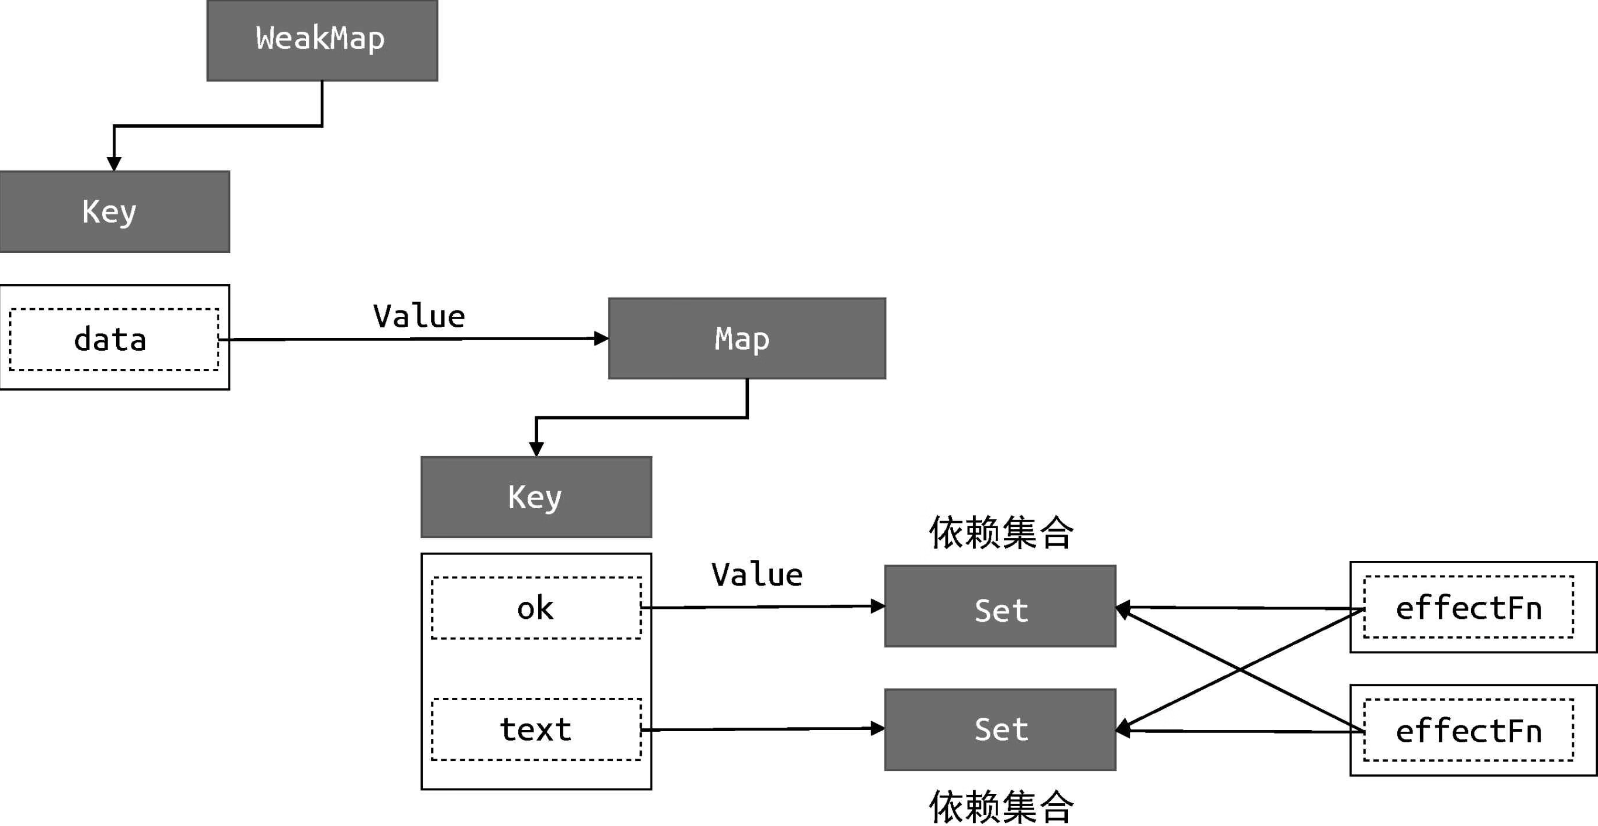 WeakMap
Key
data
Value
Map
Key
依赖集合
ok
Value
Set
effectFn
text
Set
effectFn
依赖集合